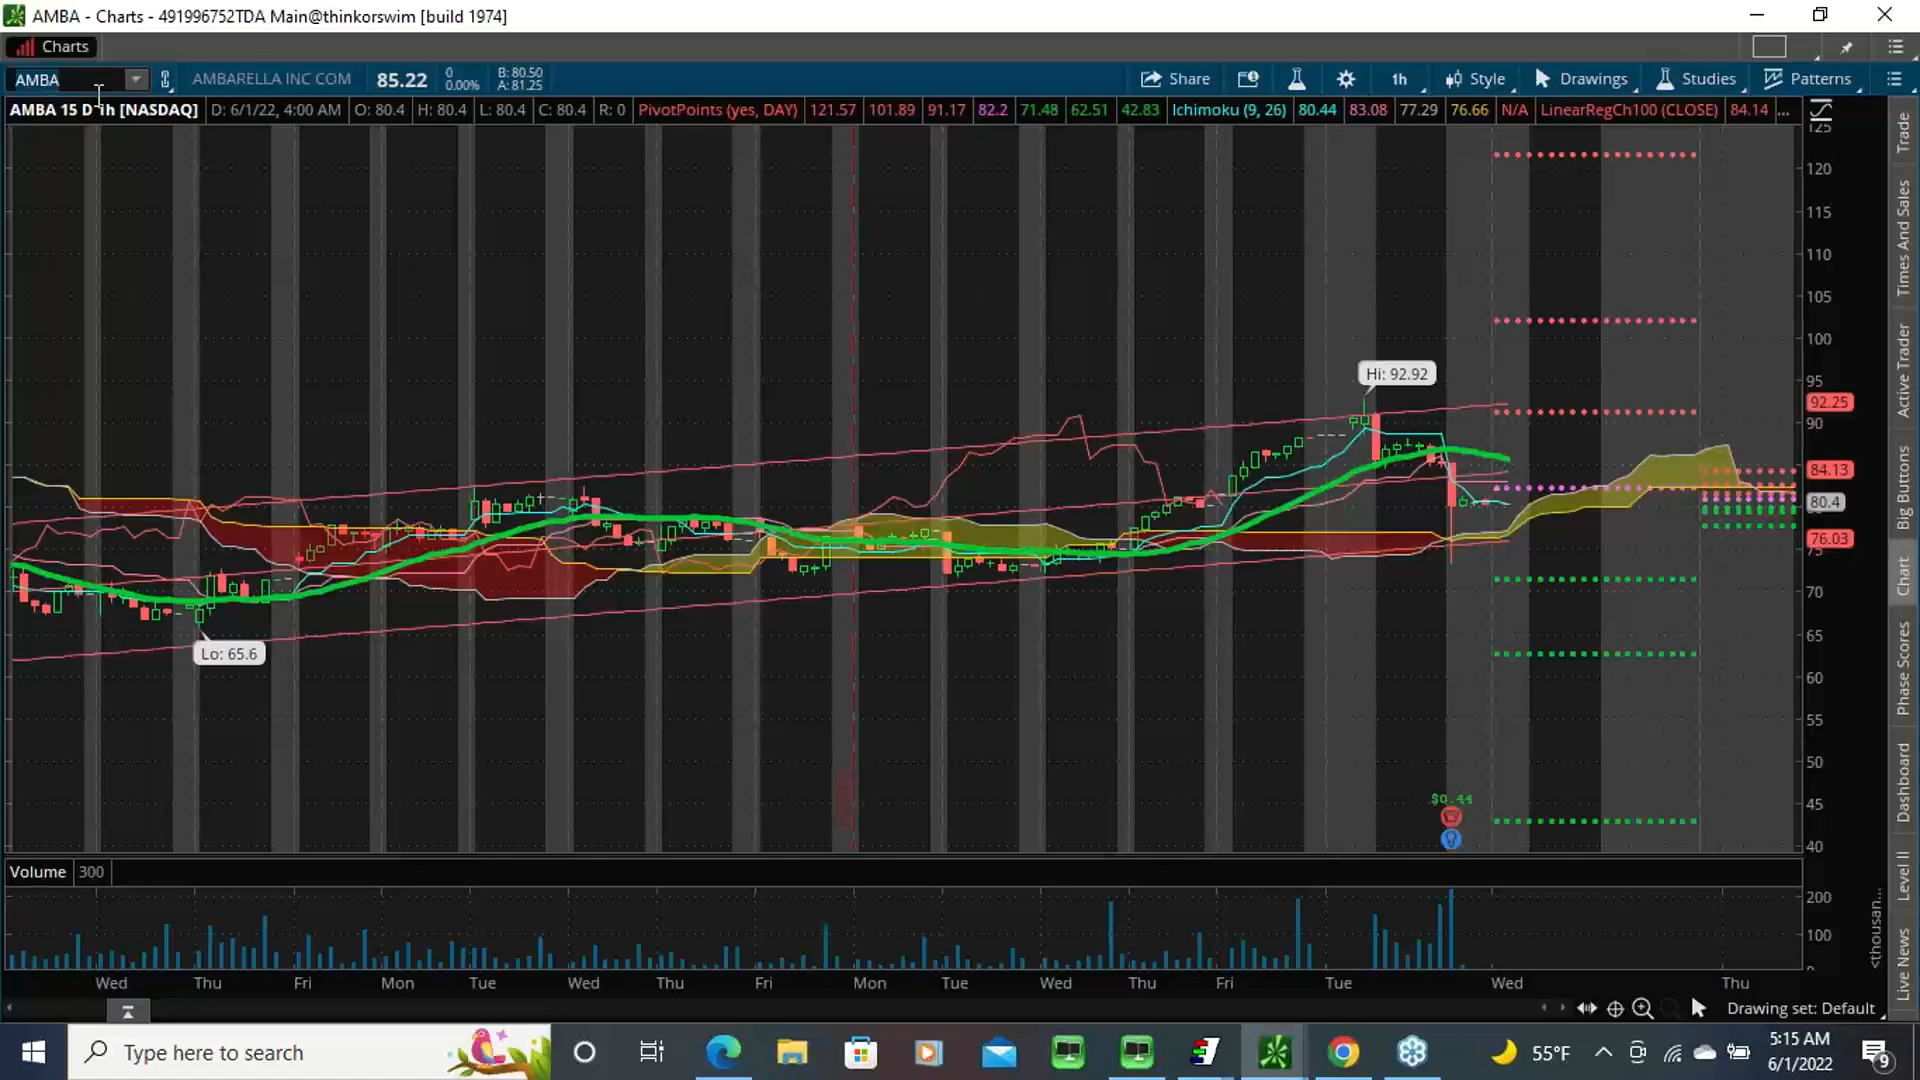 AMBA - Charts - 491996752TDA Main@thinkorswim [build 1974]
Charts
AMBA AMBARELLA INC COM 85.22 0 0.00% B: 80.50 A: 81.25 Share 1h Style Drawings Studies Patterns
AMBA 15 D 1h [NASDAQ] D: 6/1/22, 4:00 AM O: 80.4 H: 80.4 L: 80.4 C: 80.4 R: 0 PivotPoints (yes, DAY) 121.57 101.89 91.17 82.2 71.48 62.51 42.83 Ichimoku (9, 26) 80.44 83.08 77.29 76.66 N/A LinearRegCh100 (CLOSE) 84.14 ...
125
120
115
110
105
100
95
Hi: 92.92
92.25
90
84.13
80.4
76.03
75
70
65
Lo: 65.6
60
55
50
45
$0.44
40
Volume 300
200
100
<thousan...
Wed Thu Fri Mon Tue Wed Thu Fri Mon Tue Wed Thu Fri Tue Wed Thu
Drawing set: Default
Trade
Times And Sales
Active Trader
Big Buttons
Chart
Phase Scores
Dashboard
Level II
Live News
Type here to search
55°F
5:15 AM
6/1/2022
9